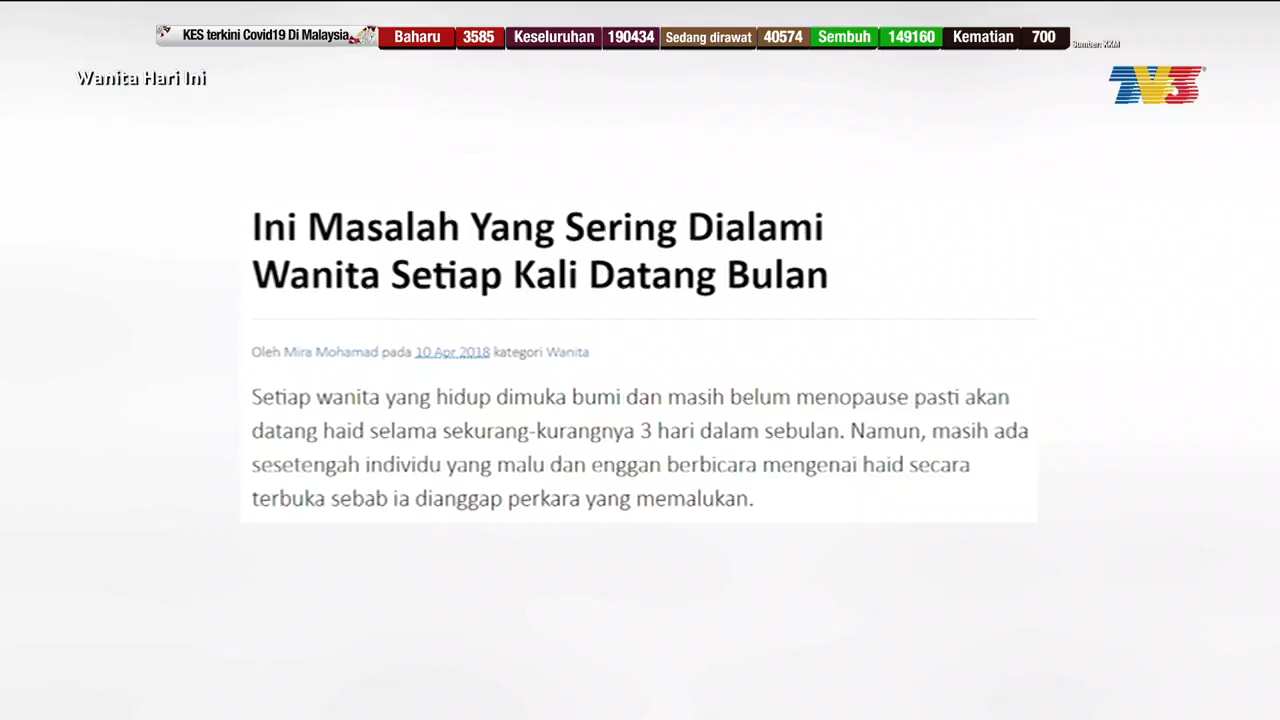 KES terkini Covid19 Di Malaysia Baharu 3585 Keseluruhan 190434 Sedang dirawat 40574 Sembuh 149160 Kematian 700
Sumber: KKM
Wanita Hari Ini
TV3
Ini Masalah Yang Sering Dialami
Wanita Setiap Kali Datang Bulan
Oleh Mira Mohamad pada 10 Apr 2018 kategori Wanita
Setiap wanita yang hidup dimuka bumi dan masih belum menopause pasti akan
datang haid selama sekurang-kurangnya 3 hari dalam sebulan. Namun, masih ada
sesetengah individu yang malu dan enggan berbicara mengenai haid secara
terbuka sebab ia dianggap perkara yang memalukan.